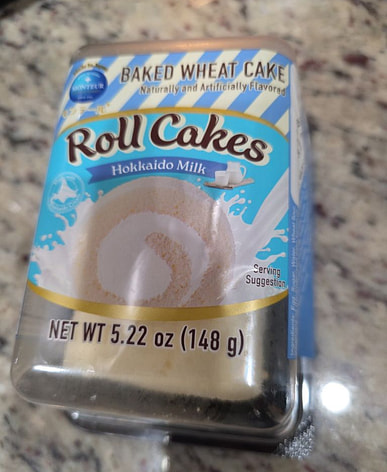 MONTEUR
BAKED WHEAT CAKE
Naturally and Artificially Flavored
Roll Cakes
Hokkaido Milk
Serving
Suggestion
NET WT 5.22 oz (148 g)